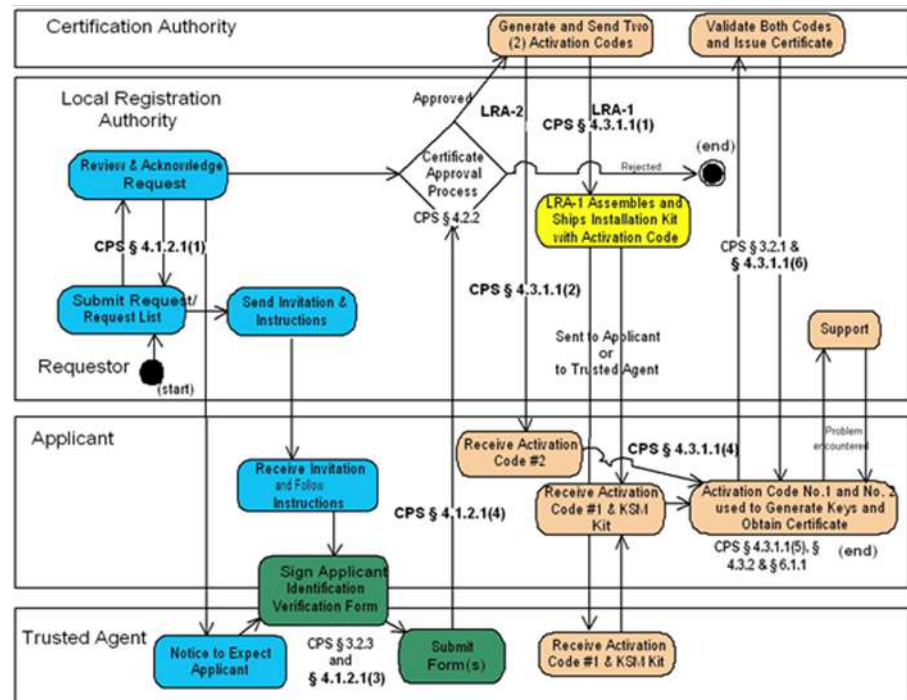 Certification Authority
Generate and Send Two
(2) Activation Codes
Validate Both Codes
and Issue Certificate
Local Registration
Authority
Approved
LRA-2
LRA-1
CPS § 4.3.1.1(1)
(end)
Review & Acknowledge
Request
Certificate
Approval
Process
Rejected
CPS § 4.2.2
LRA-1 Assembles and
Ships Installation Kit
with Activation Code
CPS § 4.1.2.1(1)
CPS § 3.2.1 &
§ 4.3.1.1(6)
CPS § 4.3.1.1(2)
Submit Request/
Request List
Send Invitation &
Instructions
Support
Sent to Applicant
or
to Trusted Agent
Requestor
(start)
Applicant
Problem
encountered
Receive Activation
Code #2
CPS § 4.3.1.1(4)
Receive Invitation
and Follow
Instructions
Receive Activation
Code #1 & KSM
Kit
Activation Code No.1 and No. 2
used to Generate Keys and
Obtain Certificate
CPS § 4.1.2.1(4)
CPS § 4.3.1.1(5), §
4.3.2 & § 6.1.1
(end)
Sign Applicant
Identification
Verification Form
Trusted Agent
Notice to Expect
Applicant
CPS § 3.2.3
and
§ 4.1.2.1(3)
Submit
Form(s)
Receive Activation
Code #1 & KSM Kit